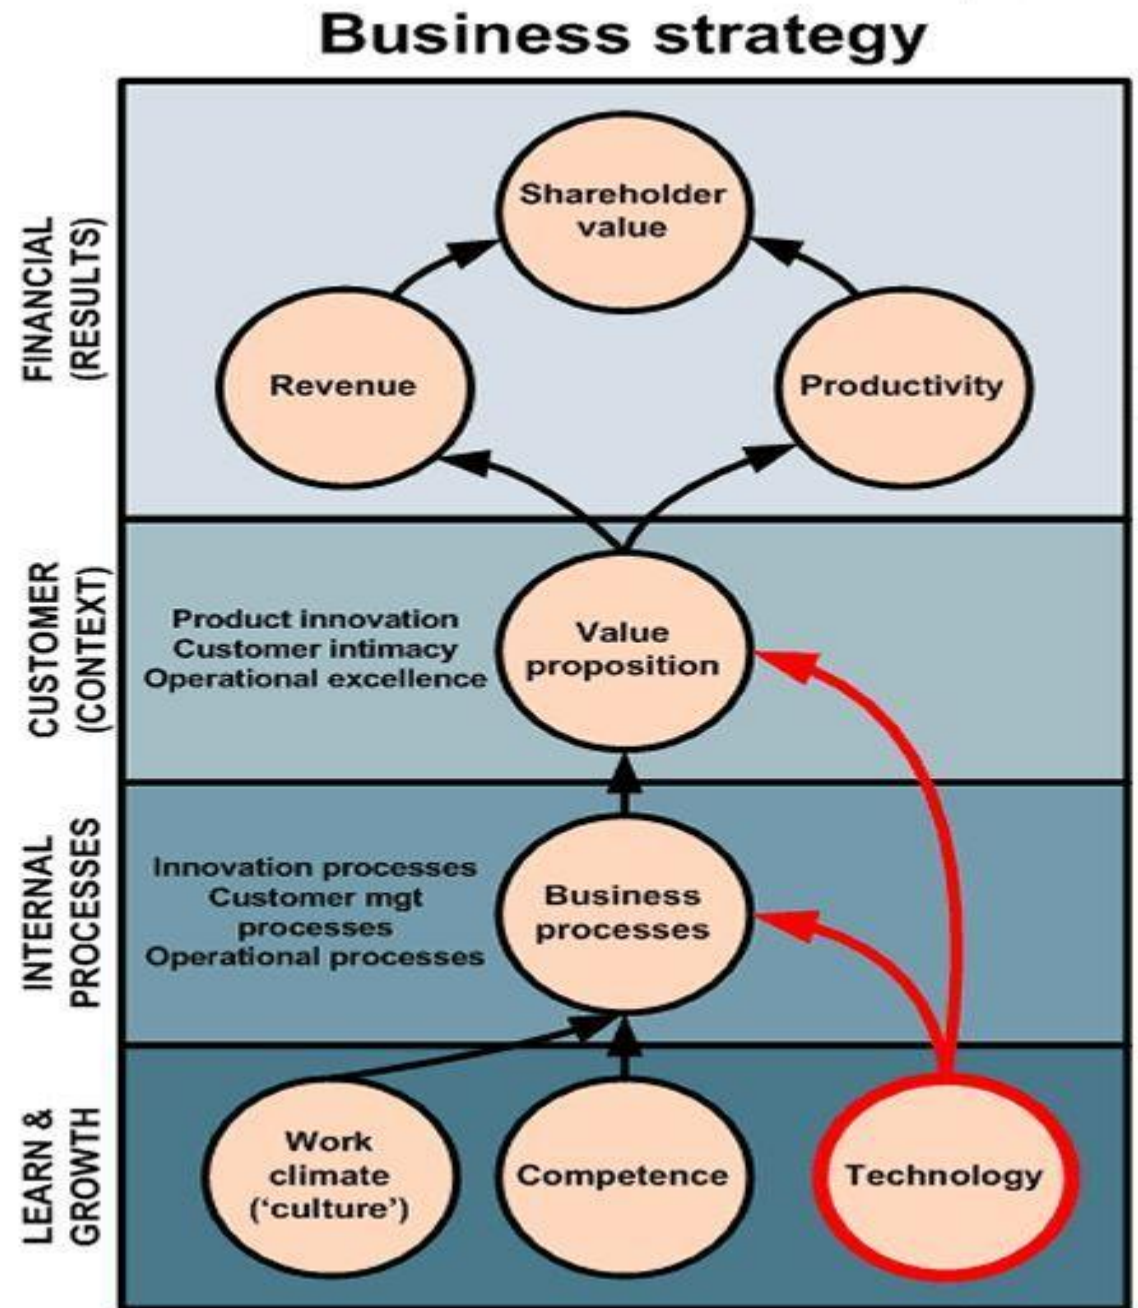 Business strategy
FINANCIAL
(RESULTS)
Shareholder
value
Revenue
Productivity
CUSTOMER
(CONTEXT)
Product innovation
Customer intimacy
Operational excellence
Value
proposition
INTERNAL
PROCESSES
Innovation processes
Customer mgt
processes
Operational processes
Business
processes
LEARN &
GROWTH
Work
climate
(‘culture’)
Competence
Technology